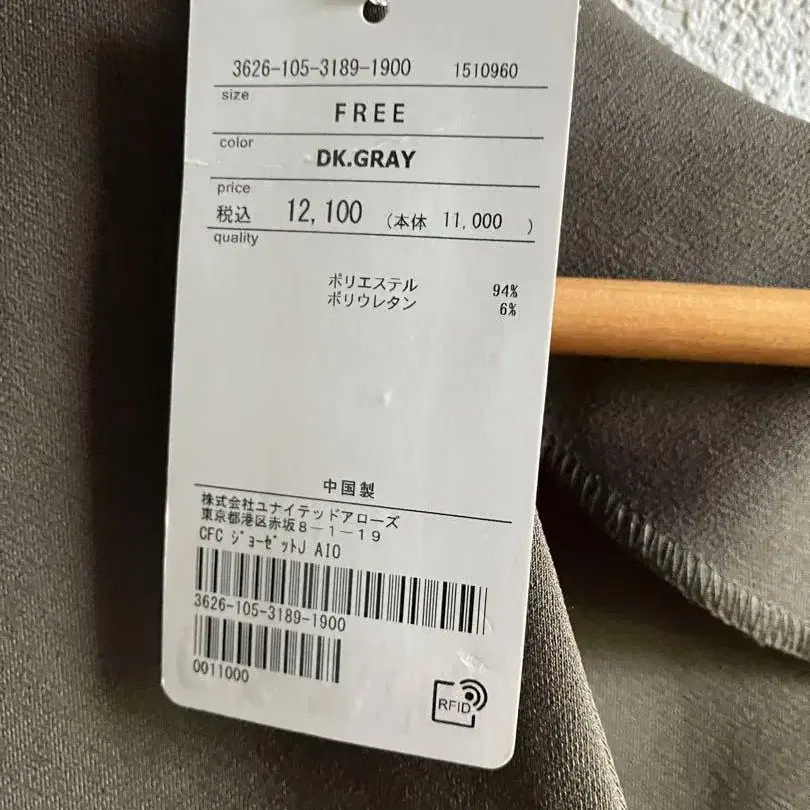 3626-105-3189-1900 1510960
size
FREE
color
DK.GRAY
price
税込 12,100 (本体 11,000 )
quality
ポリエステル 94%
ポリウレタン 6%
中国製
株式会社ユナイテッドアローズ
東京都港区赤坂8-1-19
CFC ｼﾞｮｰｾﾞｯﾄJ AIO
3626-105-3189-1900
0011000
RFID